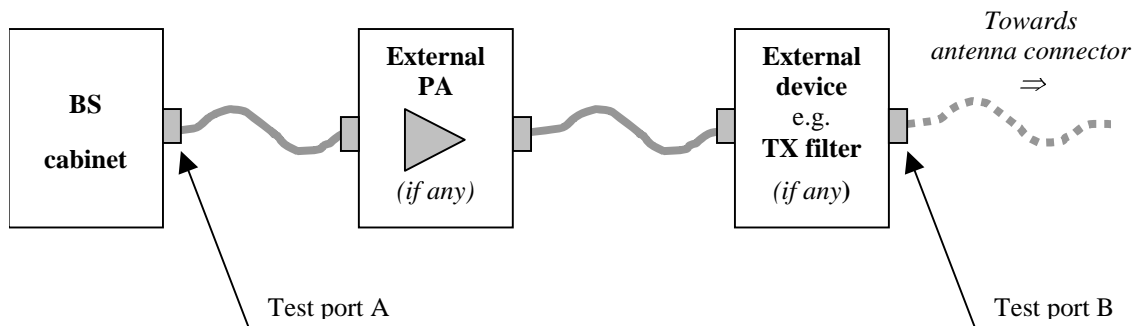 BS
cabinet
External
PA
(if any)
External
device
e.g.
TX filter
(if any)
Towards
antenna connector
⇒
Test port A
Test port B